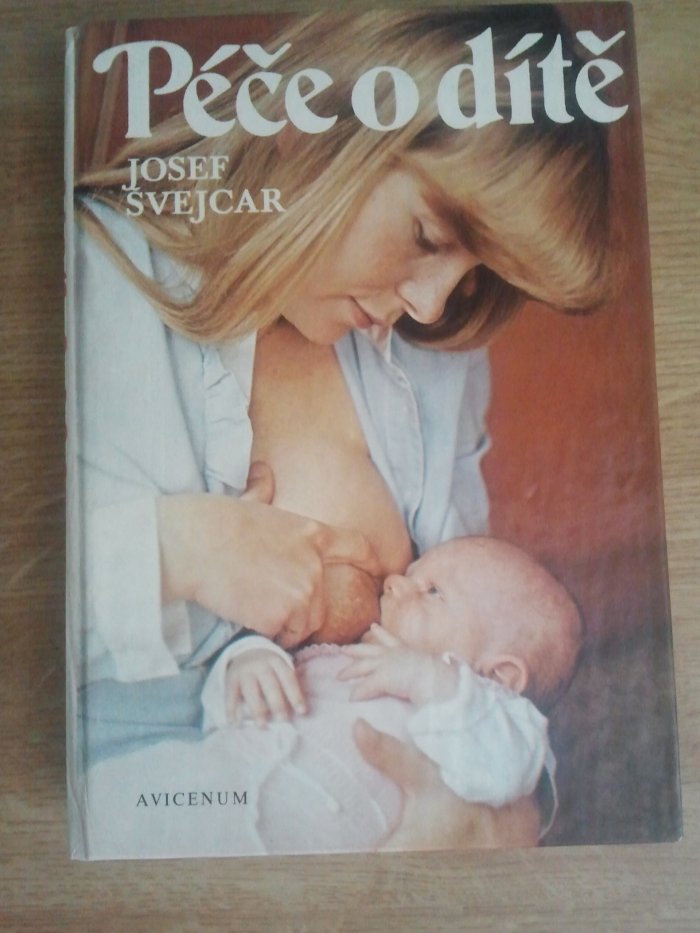 Péče o dítě
JOSEF
ŠVEJCAR
AVICENUM